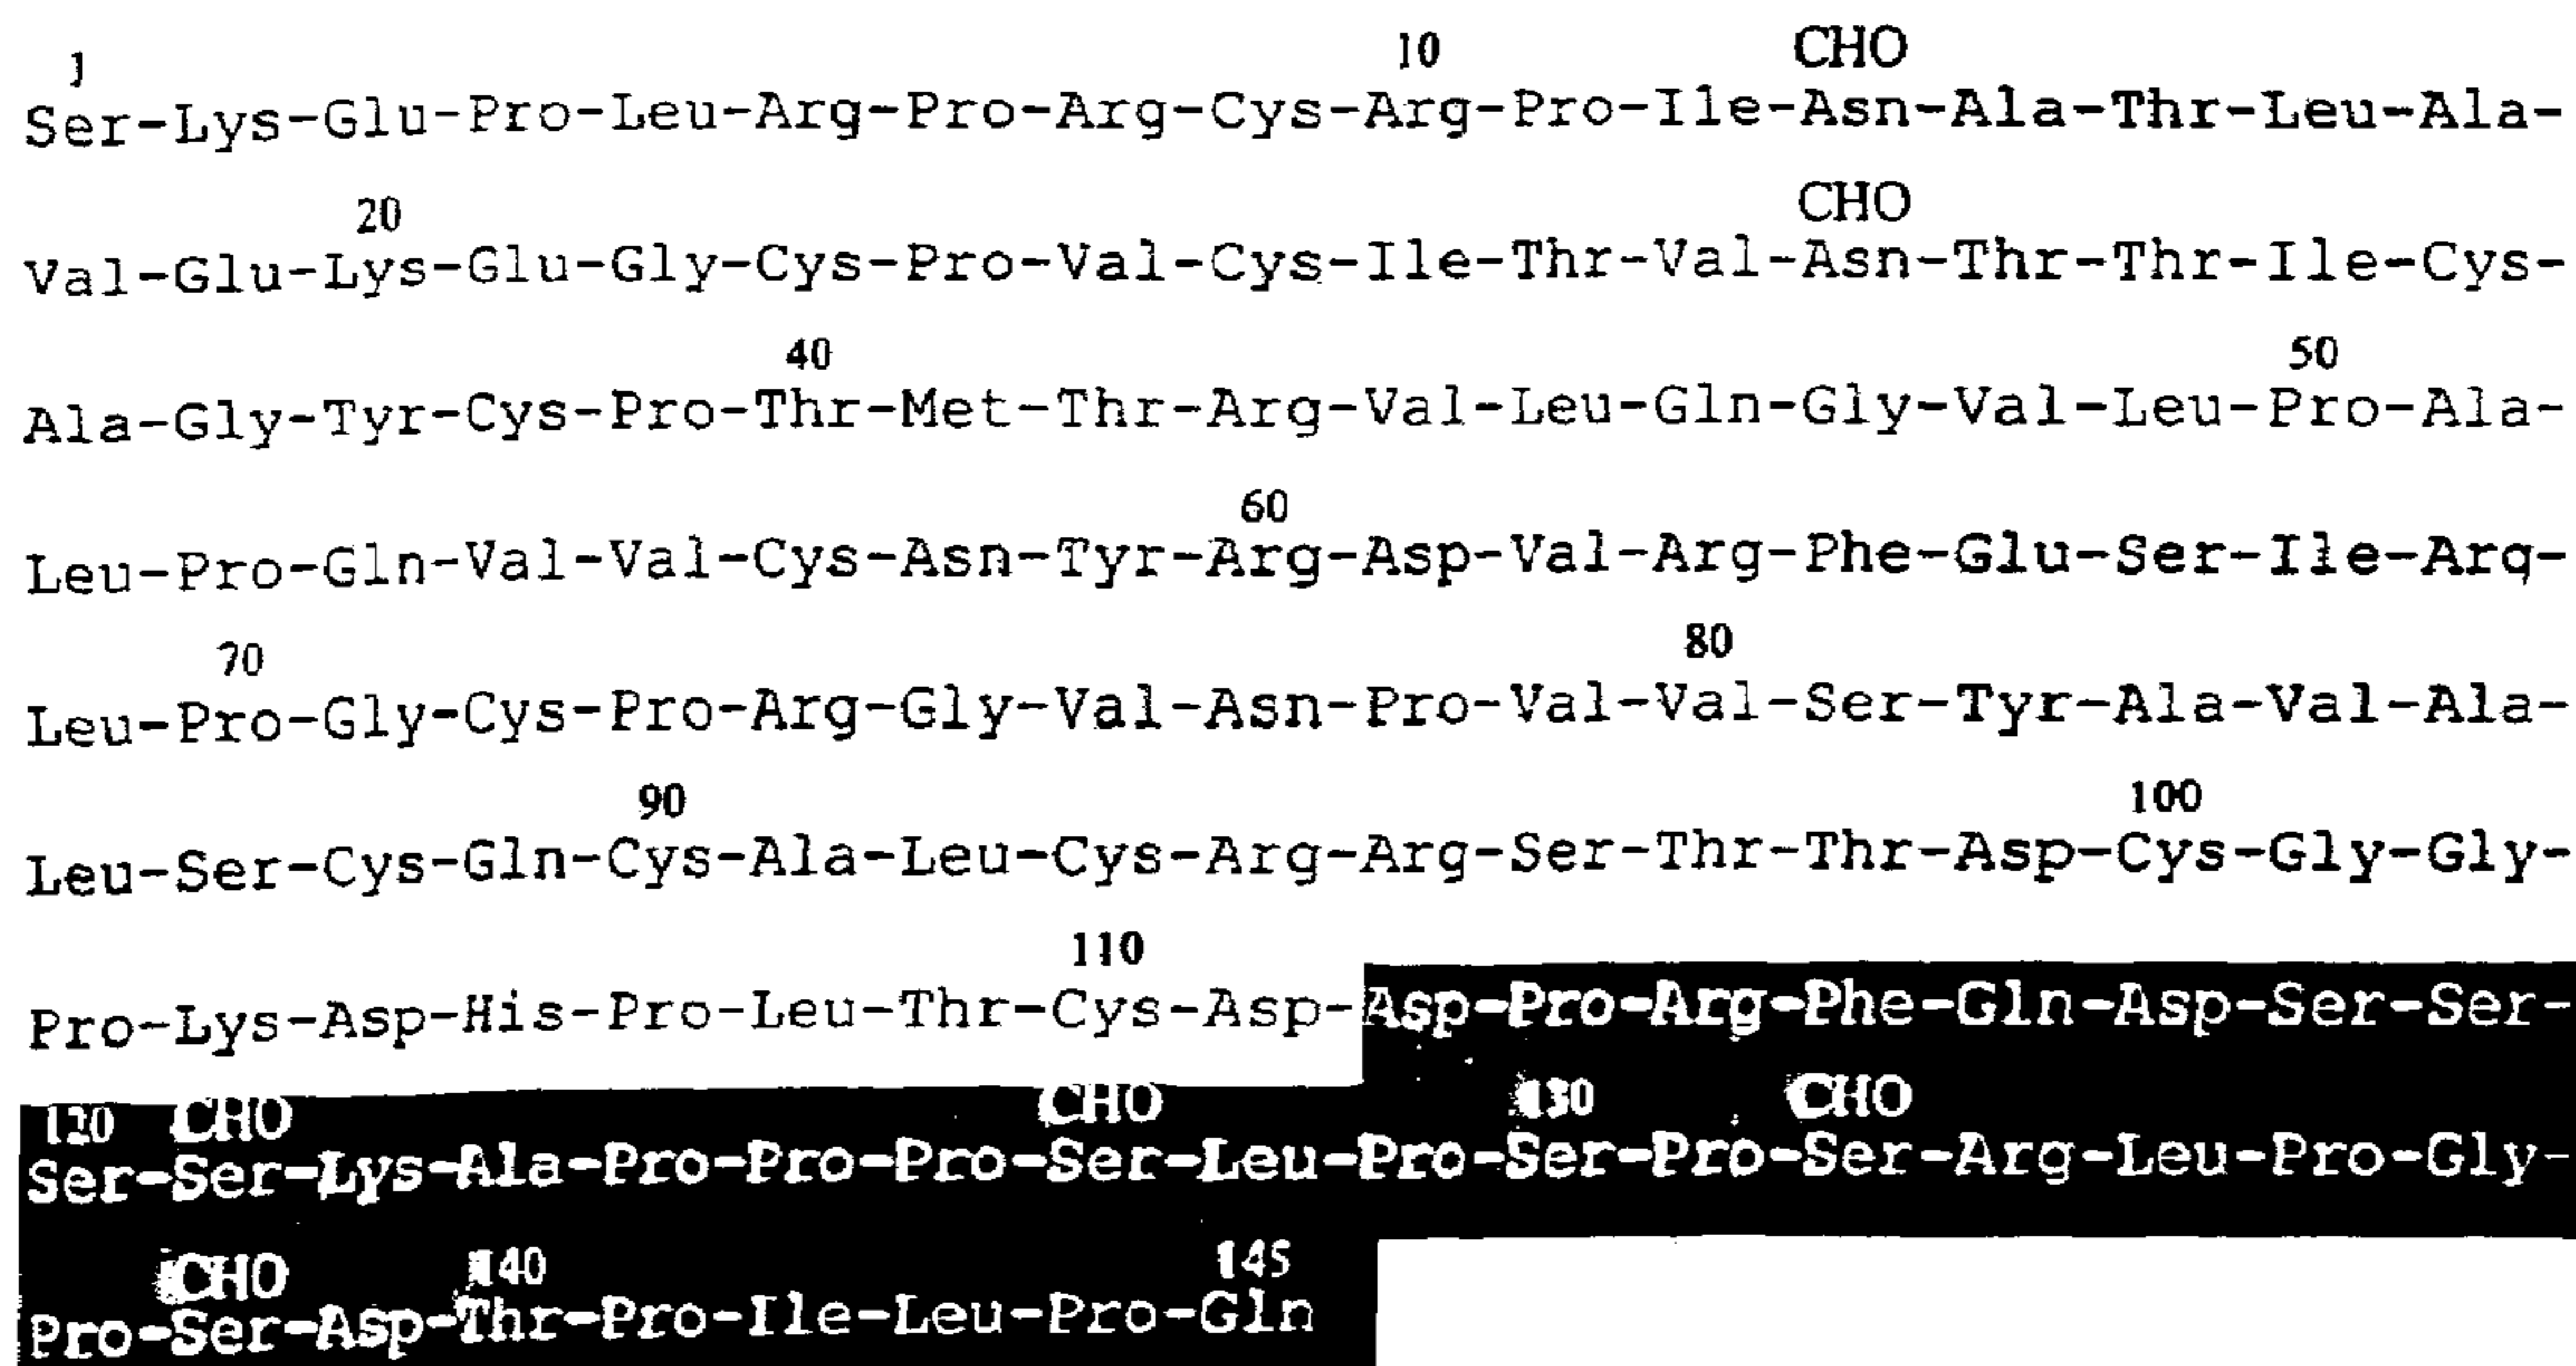 1 10 CHO
Ser-Lys-Glu-Pro-Leu-Arg-Pro-Arg-Cys-Arg-Pro-Ile-Asn-Ala-Thr-Leu-Ala-
20 CHO
Val-Glu-Lys-Glu-Gly-Cys-Pro-Val-Cys-Ile-Thr-Val-Asn-Thr-Thr-Ile-Cys-
40 50
Ala-Gly-Tyr-Cys-Pro-Thr-Met-Thr-Arg-Val-Leu-Gln-Gly-Val-Leu-Pro-Ala-
60
Leu-Pro-Gln-Val-Val-Cys-Asn-Tyr-Arg-Asp-Val-Arg-Phe-Glu-Ser-Ile-Arg-
70 80
Leu-Pro-Gly-Cys-Pro-Arg-Gly-Val-Asn-Pro-Val-Val-Ser-Tyr-Ala-Val-Ala-
90 100
Leu-Ser-Cys-Gln-Cys-Ala-Leu-Cys-Arg-Arg-Ser-Thr-Thr-Asp-Cys-Gly-Gly-
110
Pro-Lys-Asp-His-Pro-Leu-Thr-Cys-Asp-Asp-Pro-Arg-Phe-Gln-Asp-Ser-Ser-
120 CHO CHO 130 CHO
Ser-Ser-Lys-Ala-Pro-Pro-Pro-Ser-Leu-Pro-Ser-Pro-Ser-Arg-Leu-Pro-Gly-
CHO 140 145
Pro-Ser-Asp-Thr-Pro-Ile-Leu-Pro-Gln